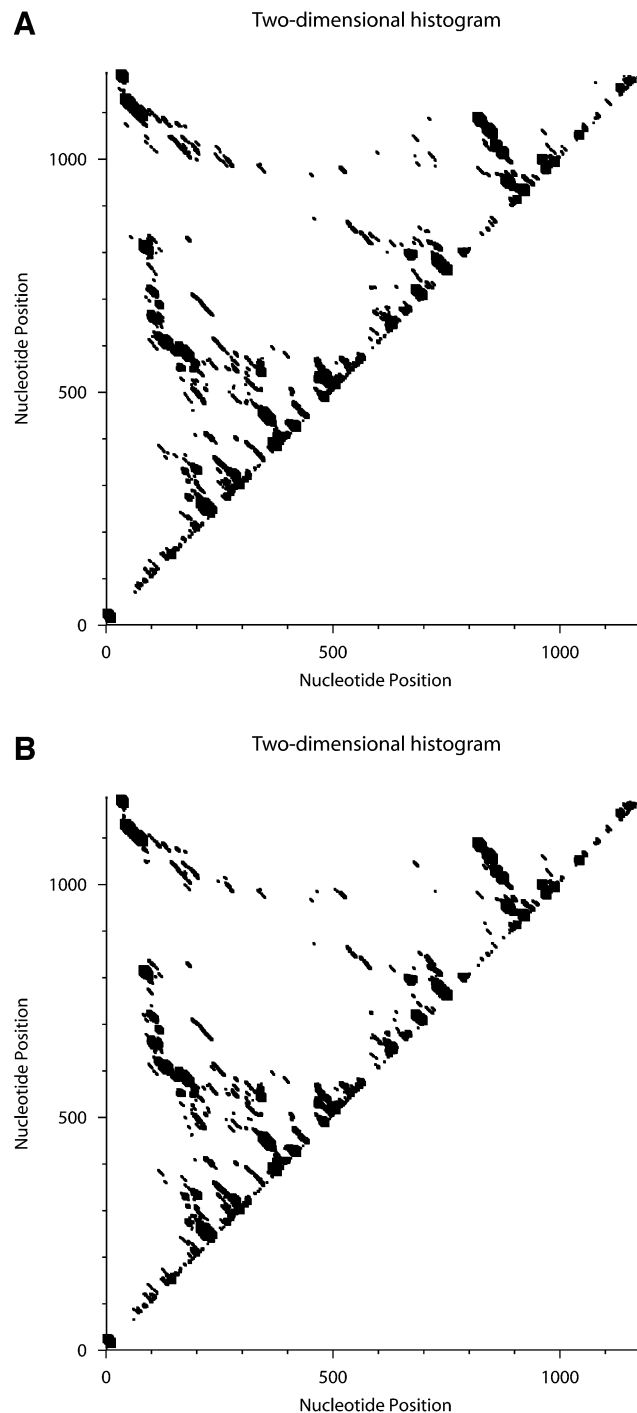 A
Two-dimensional histogram
Nucleotide Position
1000
500
0
0 500 1000
Nucleotide Position
B
Two-dimensional histogram
Nucleotide Position
1000
500
0
0 500 1000
Nucleotide Position